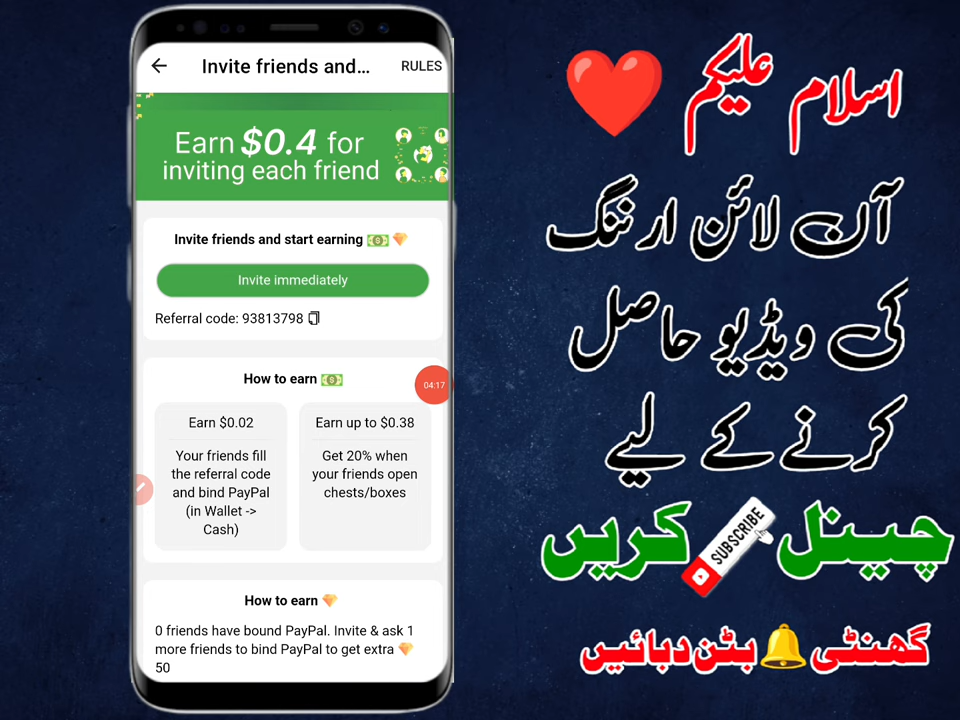 Invite friends and...
RULES
Earn $0.4 for
inviting each friend
Invite friends and start earning
Invite immediately
Referral code: 93813798
How to earn
04:17
Earn $0.02
Your friends fill
the referral code
and bind PayPal
(in Wallet ->
Cash)
Earn up to $0.38
Get 20% when
your friends open
chests/boxes
How to earn
0 friends have bound PayPal. Invite & ask 1
more friends to bind PayPal to get extra
50
اسلام علیکم
آن لائن ارننگ
کی ویڈیو حاصل
کرنے کے لیے
چینل SUBSCRIBE کریں
گھنٹی بٹن دبائیں